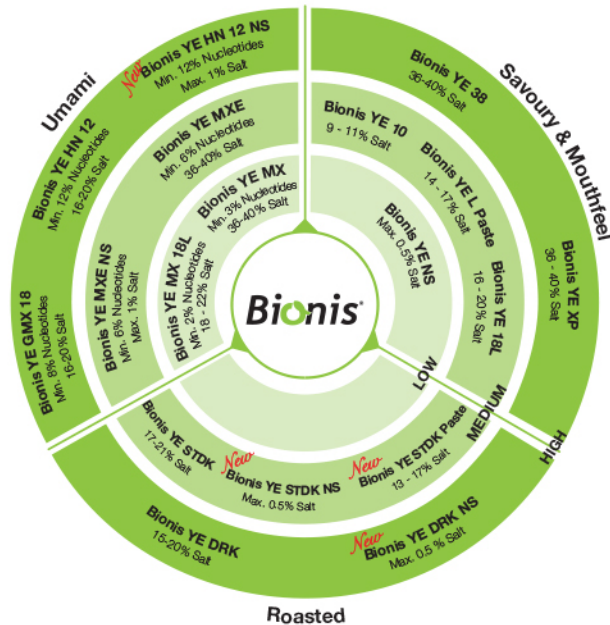 Umami
New
Bionis YE HN 12 NS
Min. 12% Nucleotides
Max. 1% Salt
Bionis YE HN 12
Min. 12% Nucleotides
16-20% Salt
Bionis YE GMX 18
Min. 8% Nucleotides
16-20% Salt
Bionis YE MXE
Min. 6% Nucleotides
36-40% Salt
Bionis YE MXE NS
Min. 6% Nucleotides
Max. 1% Salt
Bionis YE MX
Min. 3% Nucleotides
36-40% Salt
Bionis YE MX 18L
Min. 2% Nucleotides
18 - 22% Salt
Savoury & Mouthfeel
Bionis YE 38
36-40% Salt
Bionis YE XP
36 - 40% Salt
Bionis YE 10
9 - 11% Salt
Bionis YE L Paste
14 - 17% Salt
Bionis YE 18L
16 - 20% Salt
Bionis YE NS
Max. 0.5% Salt
Bionis®
LOW
MEDIUM
HIGH
Bionis YE STDK
17-21% Salt
New
Bionis YE STDK NS
Max. 0.5% Salt
New
Bionis YE STDK Paste
13 - 17% Salt
Bionis YE DRK
15-20% Salt
New
Bionis YE DRK NS
Max. 0.5 % Salt
Roasted